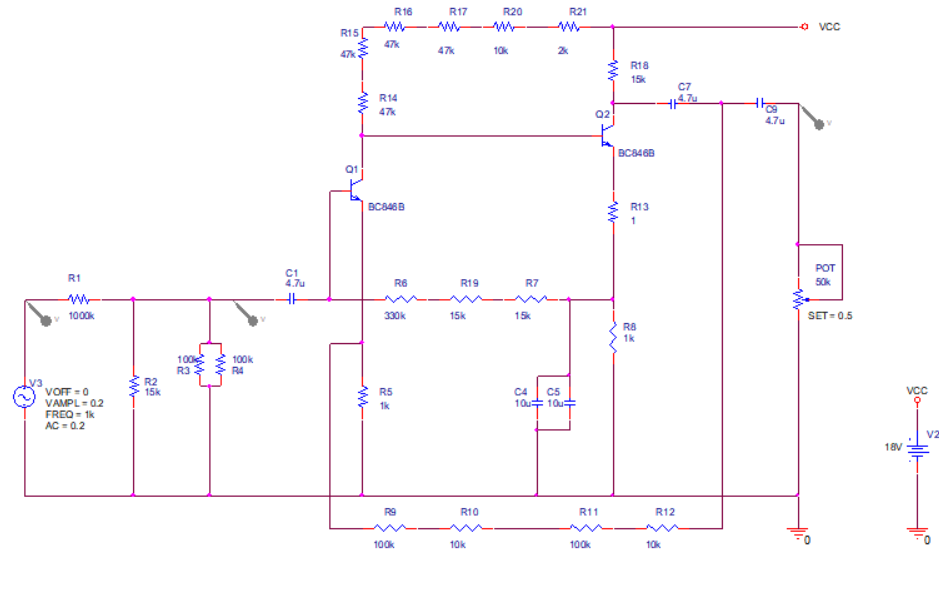 R16
R17
R20
R21
VCC
R15
47k
47k
47k
10k
2k
R18
15k
R14
47k
C7
4.7u
C9
4.7u
v
Q2
BC846B
Q1
BC846B
R13
1
R1
1000k
C1
4.7u
R6
330k
R19
15k
R7
15k
POT
50k
SET = 0.5
v
v
R8
1k
100k
R3
100k
R4
V3
VOFF = 0
VAMPL = 0.2
FREQ = 1k
AC = 0.2
R2
15k
R5
1k
C4
10u
C5
10u
VCC
V2
18V
R9
100k
R10
10k
R11
100k
R12
10k
0
0